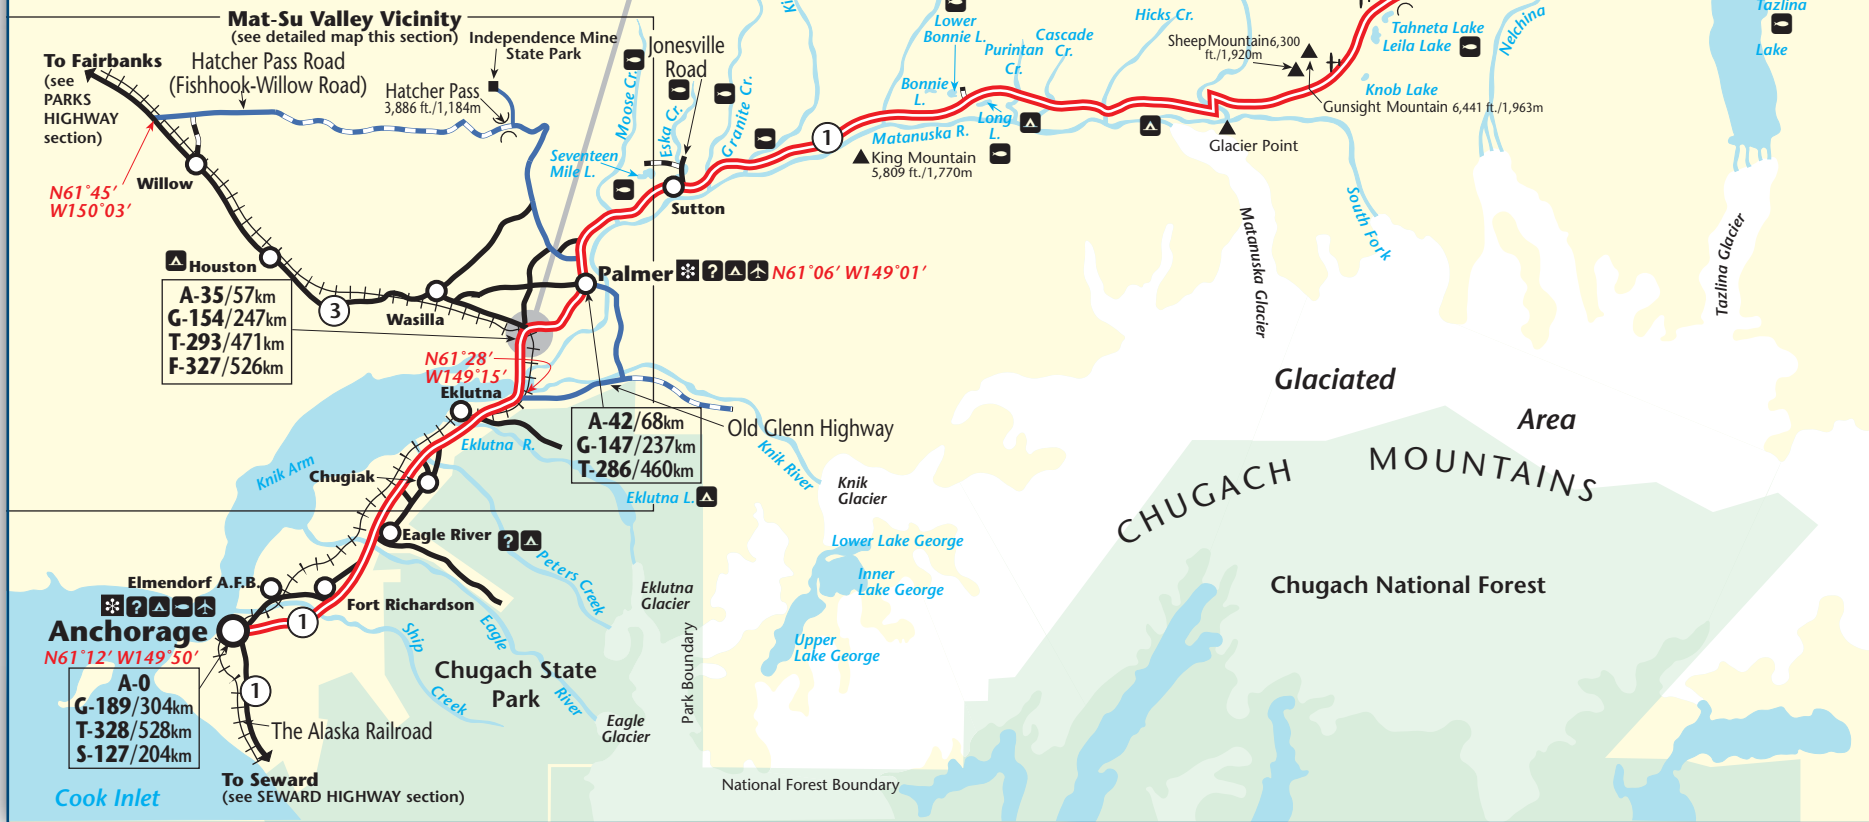 Mat-Su Valley Vicinity
(see detailed map this section)
Independence Mine
State Park
Jonesville
Road
To Fairbanks
(see
PARKS
HIGHWAY
section)
Hatcher Pass Road
(Fishhook-Willow Road)
Hatcher Pass
3,886 ft./1,184m
Moose Cr.
Eska Cr.
Granite Cr.
Ki
Lower
Bonnie L.
Purintan
Cr.
Cascade
Cr.
Hicks Cr.
Bonnie
L.
Long
L.
Sheep Mountain 6,300
ft./1,920m
Tahneta Lake
Leila Lake
Knob Lake
Gunsight Mountain 6,441 ft./1,963m
Nelchina
Tazlina
Lake
N61°45'
W150°03'
Willow
Seventeen
Mile L.
Sutton
1
Matanuska R.
King Mountain
5,809 ft./1,770m
Glacier Point
South Fork
Matanuska Glacier
Tazlina Glacier
Houston
A-35/57km
G-154/247km
T-293/471km
F-327/526km
3
Wasilla
Palmer
?
N61°06' W149°01'
N61°28'
W149°15'
Eklutna
Eklutna R.
A-42/68km
G-147/237km
T-286/460km
Old Glenn Highway
Knik River
Knik
Glacier
Knik Arm
Chugiak
Eklutna L.
Glaciated
Area
CHUGACH
MOUNTAINS
Eagle River
?
Peters Creek
Lower Lake George
Inner
Lake George
Upper
Lake George
Chugach National Forest
Elmendorf A.F.B.
?
Fort Richardson
Eklutna
Glacier
Anchorage
1
N61°12' W149°50'
A-0
G-189/304km
T-328/528km
S-127/204km
1
The Alaska Railroad
Ship
Creek
Eagle
River
Chugach State
Park
Eagle
Glacier
Park Boundary
To Seward
(see SEWARD HIGHWAY section)
Cook Inlet
National Forest Boundary